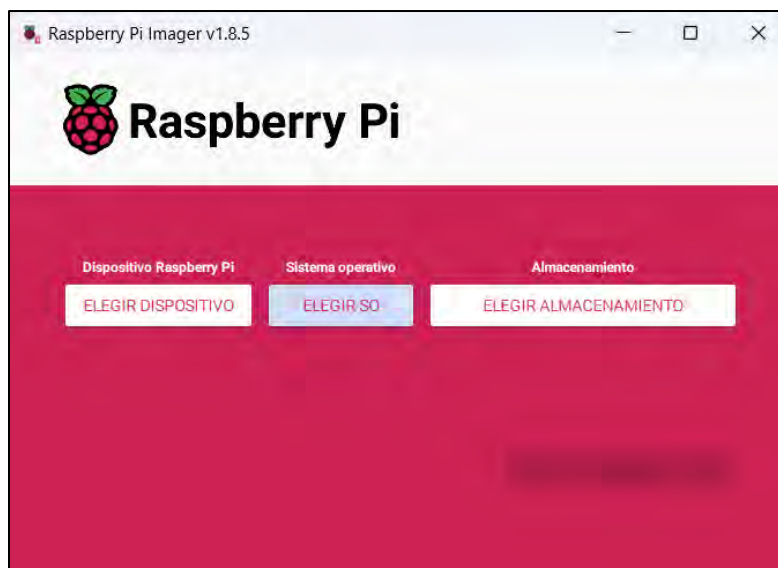 Raspberry Pi Imager v1.8.5
Raspberry Pi
Dispositivo Raspberry Pi
Sistema operativo
Almacenamiento
ELEGIR DISPOSITIVO
ELEGIR SO
ELEGIR ALMACENAMIENTO